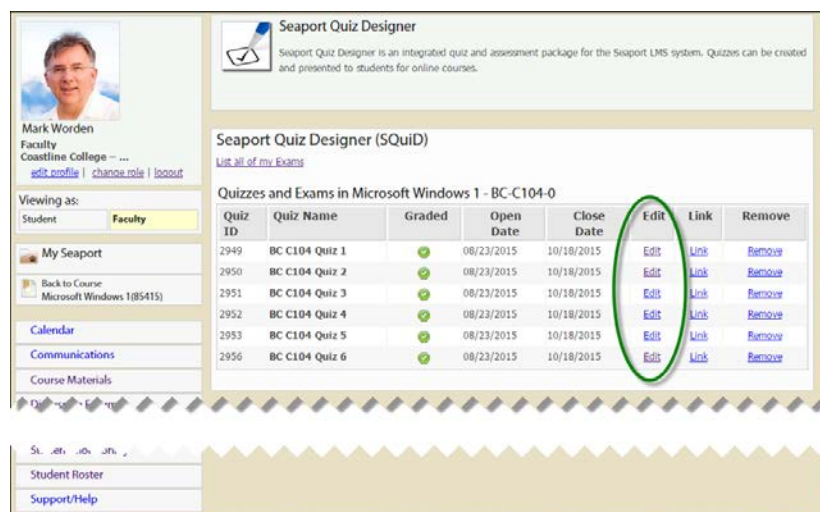 Seaport Quiz Designer
Seaport Quiz Designer is an integrated quiz and assessment package for the Seaport LMS system. Quizzes can be created
and presented to students for online courses.
Mark Worden
Faculty
Coastline College – ...
edit profile | change role | logout
Viewing as:
Student Faculty
My Seaport
Back to Course
Microsoft Windows 1(85415)
Calendar
Communications
Course Materials
Seaport Quiz Designer (SQuiD)
List all of my Exams
Quizzes and Exams in Microsoft Windows 1 - BC-C104-0
Quiz ID Quiz Name Graded Open Date Close Date Edit Link Remove
2949 BC C104 Quiz 1 08/23/2015 10/18/2015 Edit Link Remove
2950 BC C104 Quiz 2 08/23/2015 10/18/2015 Edit Link Remove
2951 BC C104 Quiz 3 08/23/2015 10/18/2015 Edit Link Remove
2952 BC C104 Quiz 4 08/23/2015 10/18/2015 Edit Link Remove
2953 BC C104 Quiz 5 08/23/2015 10/18/2015 Edit Link Remove
2956 BC C104 Quiz 6 08/23/2015 10/18/2015 Edit Link Remove
Student Roster
Support/Help